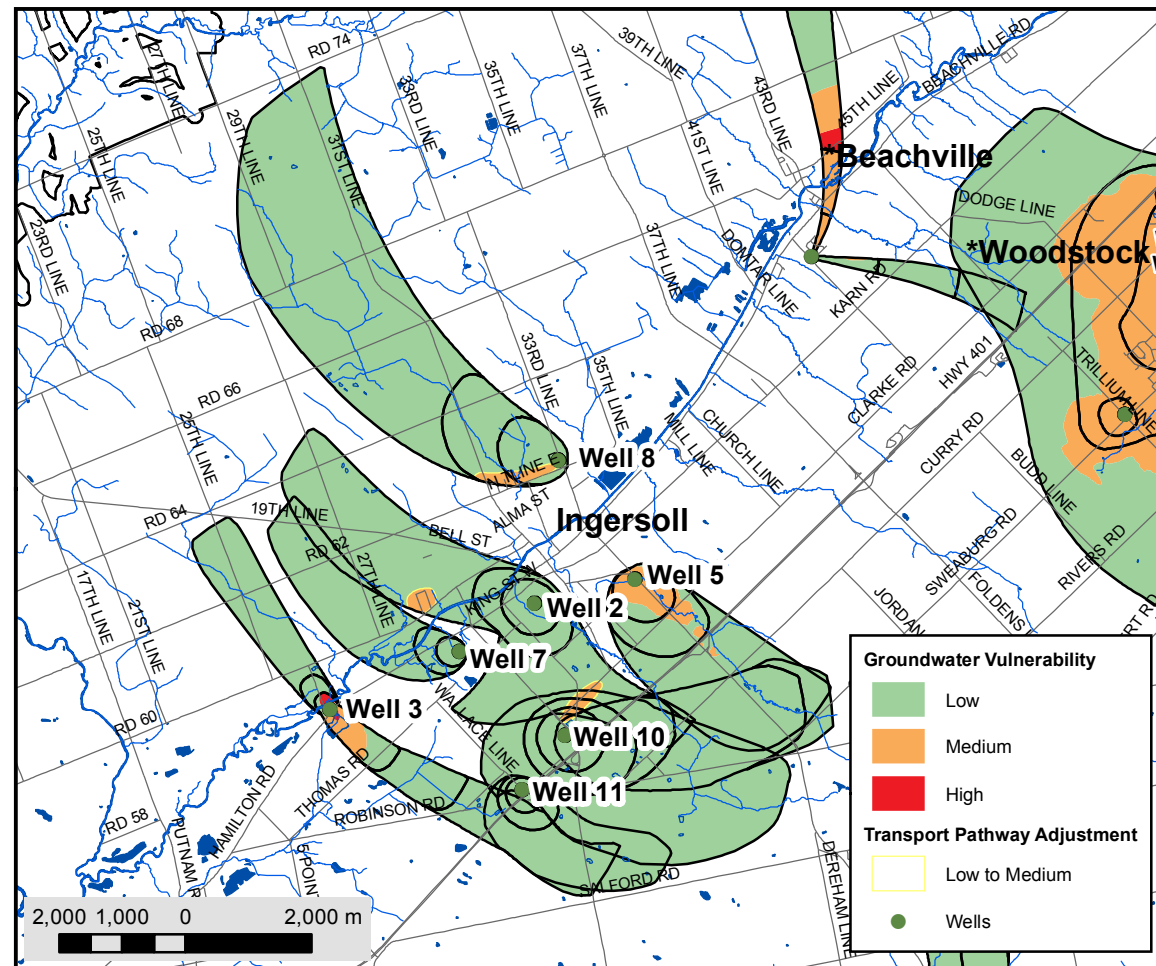 RD 74
27TH LINE
25TH LINE
23RD LINE
29TH LINE
31ST LINE
33RD LINE
35TH LINE
37TH LINE
39TH LINE
43RD LINE
41ST LINE
45TH LINE
BEACHVILLE RD
*Beachville
DODGE LINE
*Woodstock
37TH LINE
DOMTAR LINE
KARN RD
HWY 401
CLARKE RD
CURRY RD
TRILLIUM LINE
BUDD LINE
RD 68
RD 66
33RD LINE
35TH LINE
MILL LINE
CHURCH LINE
25TH LINE
Well 8
N TLINE E
ALMA ST
Ingersoll
BELL ST
RD 64
19TH LINE
RD 62
27TH LINE
KING ST W
17TH LINE
21ST LINE
Well 5
Well 2
Well 7
SWEABURG RD
FOLDENS
RIVERS RD
JORDAN
RD 60
Well 3
WALLACE LINE
Well 10
Well 11
HAMILTON RD
THOMAS RD
ROBINSON RD
RD 58
PUTNAM R
5 POINT
SALFORD RD
DEREHAM LINE
Groundwater Vulnerability
Low
Medium
High
Transport Pathway Adjustment
Low to Medium
Wells
2,000 1,000 0 2,000 m